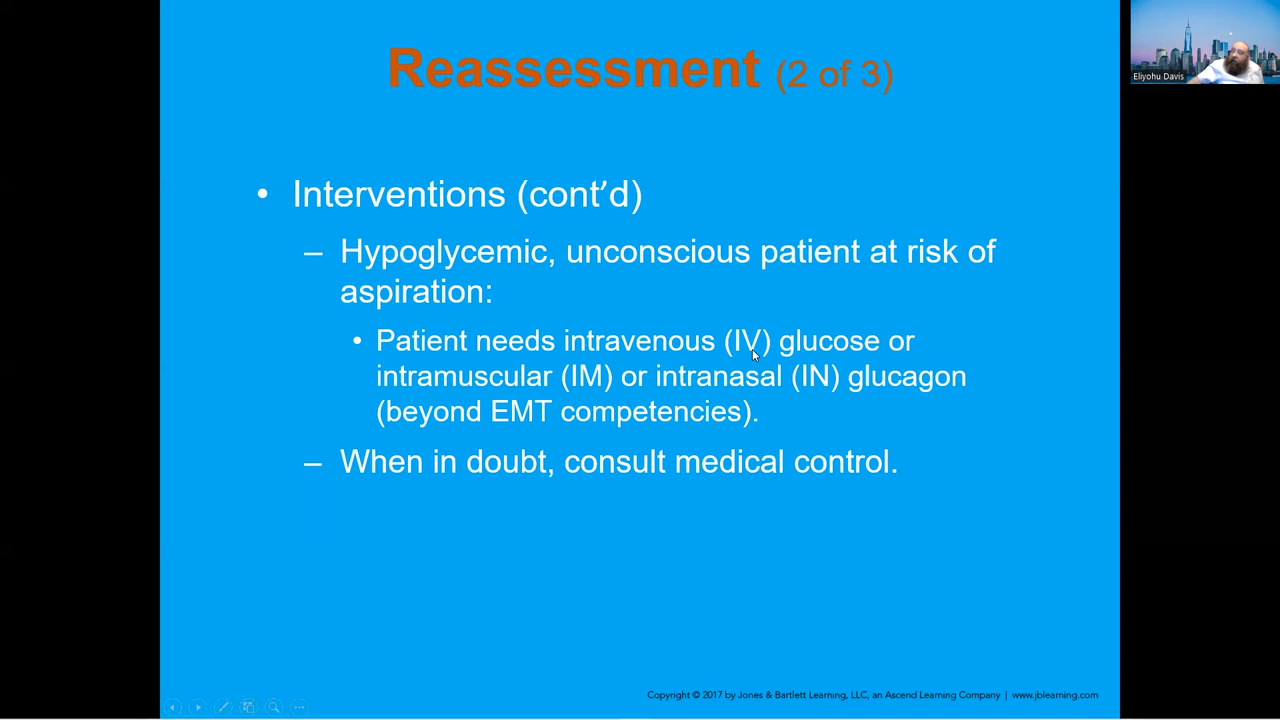 Reassessment (2 of 3)
Eliyohu Davis
• Interventions (cont’d)
– Hypoglycemic, unconscious patient at risk of
aspiration:
• Patient needs intravenous (IV) glucose or
intramuscular (IM) or intranasal (IN) glucagon
(beyond EMT competencies).
– When in doubt, consult medical control.
Copyright © 2017 by Jones & Bartlett Learning, LLC, an Ascend Learning Company | www.jblearning.com